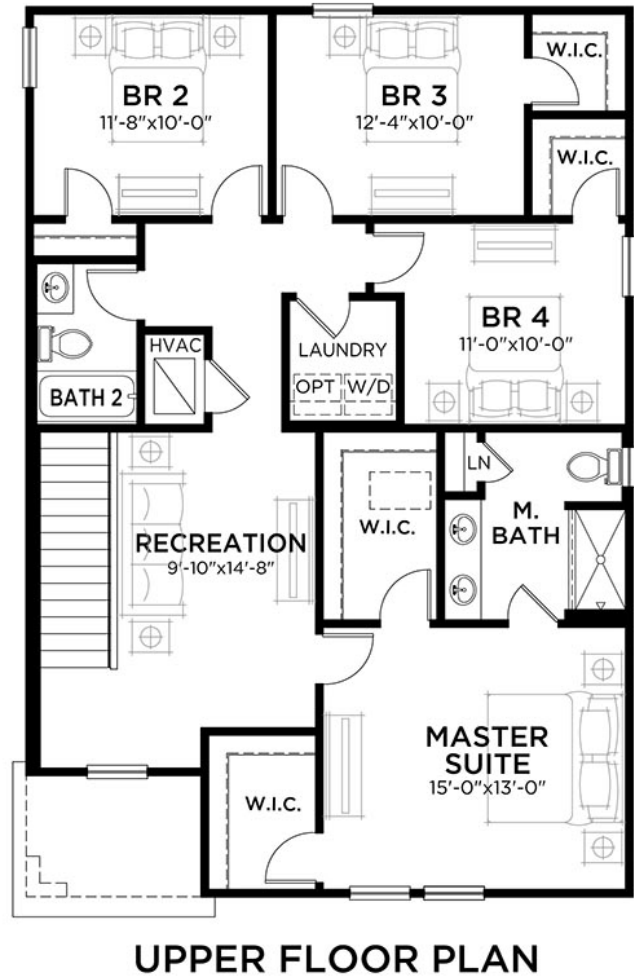 BR 2
11'-8"x10'-0"
BR 3
12'-4"x10'-0"
W.I.C.
W.I.C.
BR 4
11'-0"x10'-0"
HVAC
LAUNDRY
OPT W/D
BATH 2
LN
M.
BATH
W.I.C.
RECREATION
9'-10"x14'-8"
MASTER
SUITE
15'-0"x13'-0"
W.I.C.
UPPER FLOOR PLAN